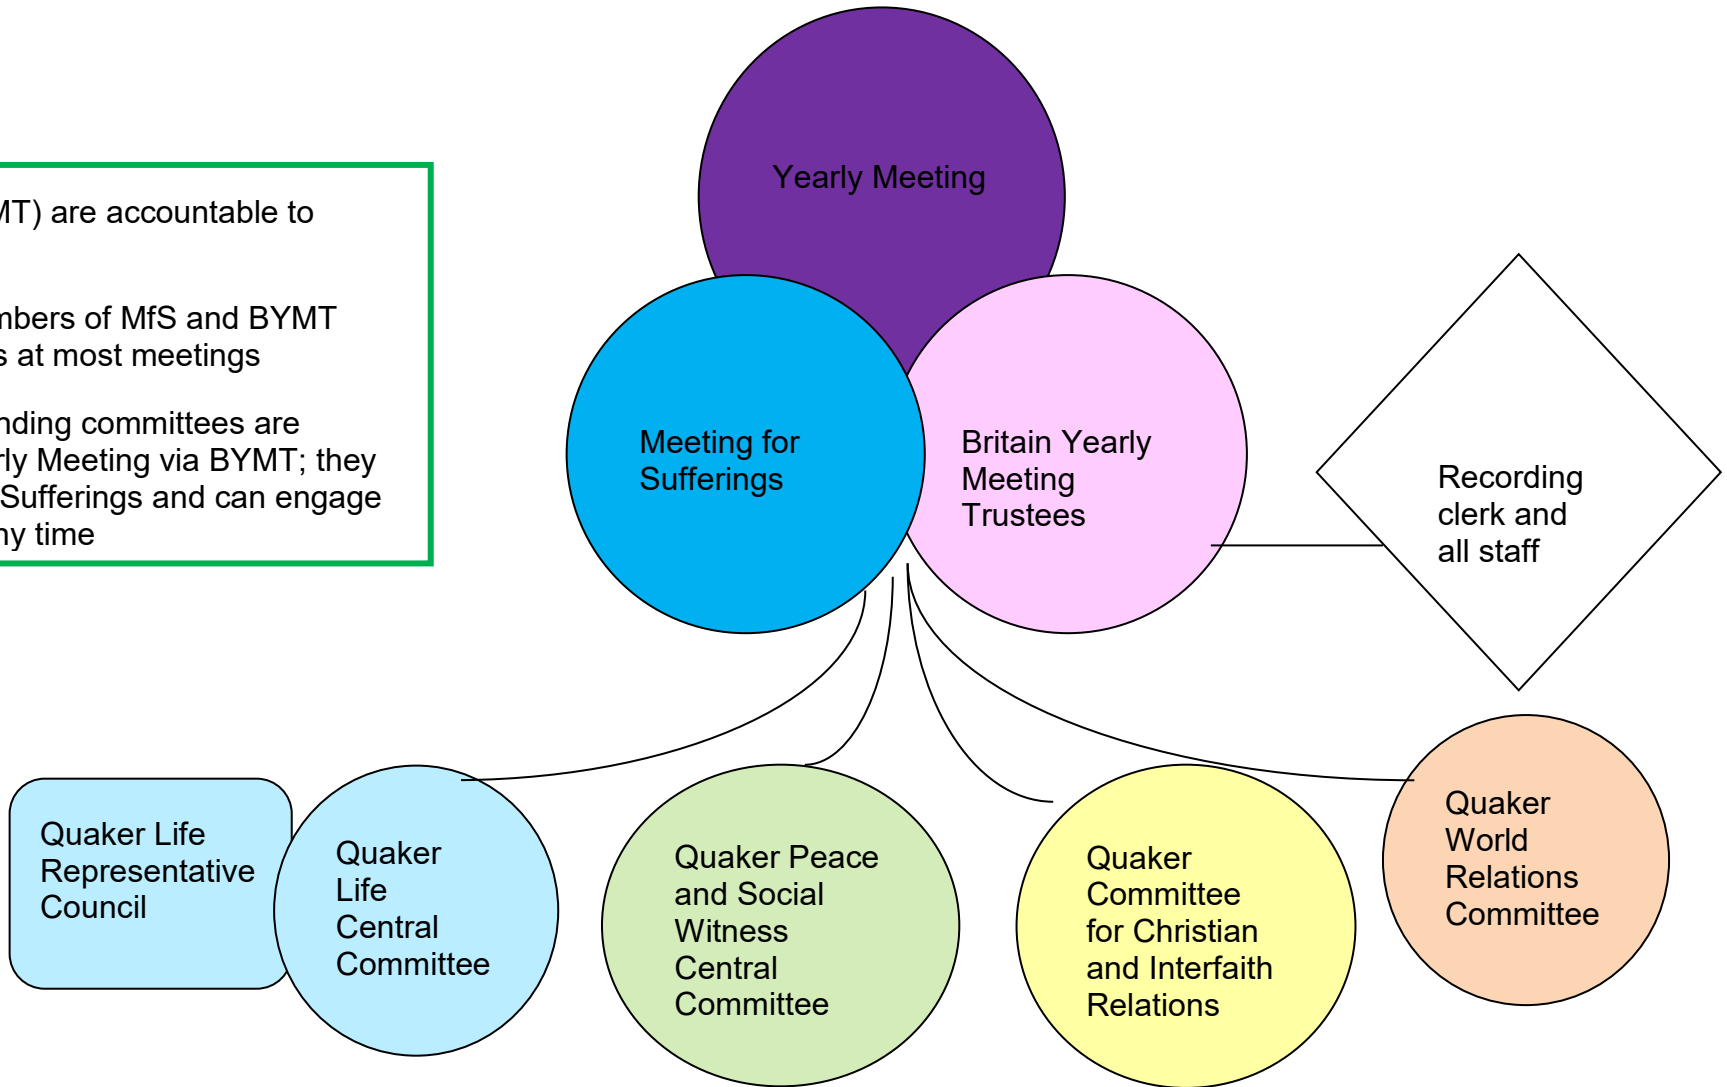 Yearly Meeting
MT) are accountable to
mbers of MfS and BYMT
s at most meetings
nding committees are
rly Meeting via BYMT; they
Sufferings and can engage
ny time
Meeting for
Sufferings
Britain Yearly
Meeting
Trustees
Recording
clerk and
all staff
Quaker Life
Representative
Council
Quaker
Life
Central
Committee
Quaker Peace
and Social
Witness
Central
Committee
Quaker
Committee
for Christian
and Interfaith
Relations
Quaker
World
Relations
Committee